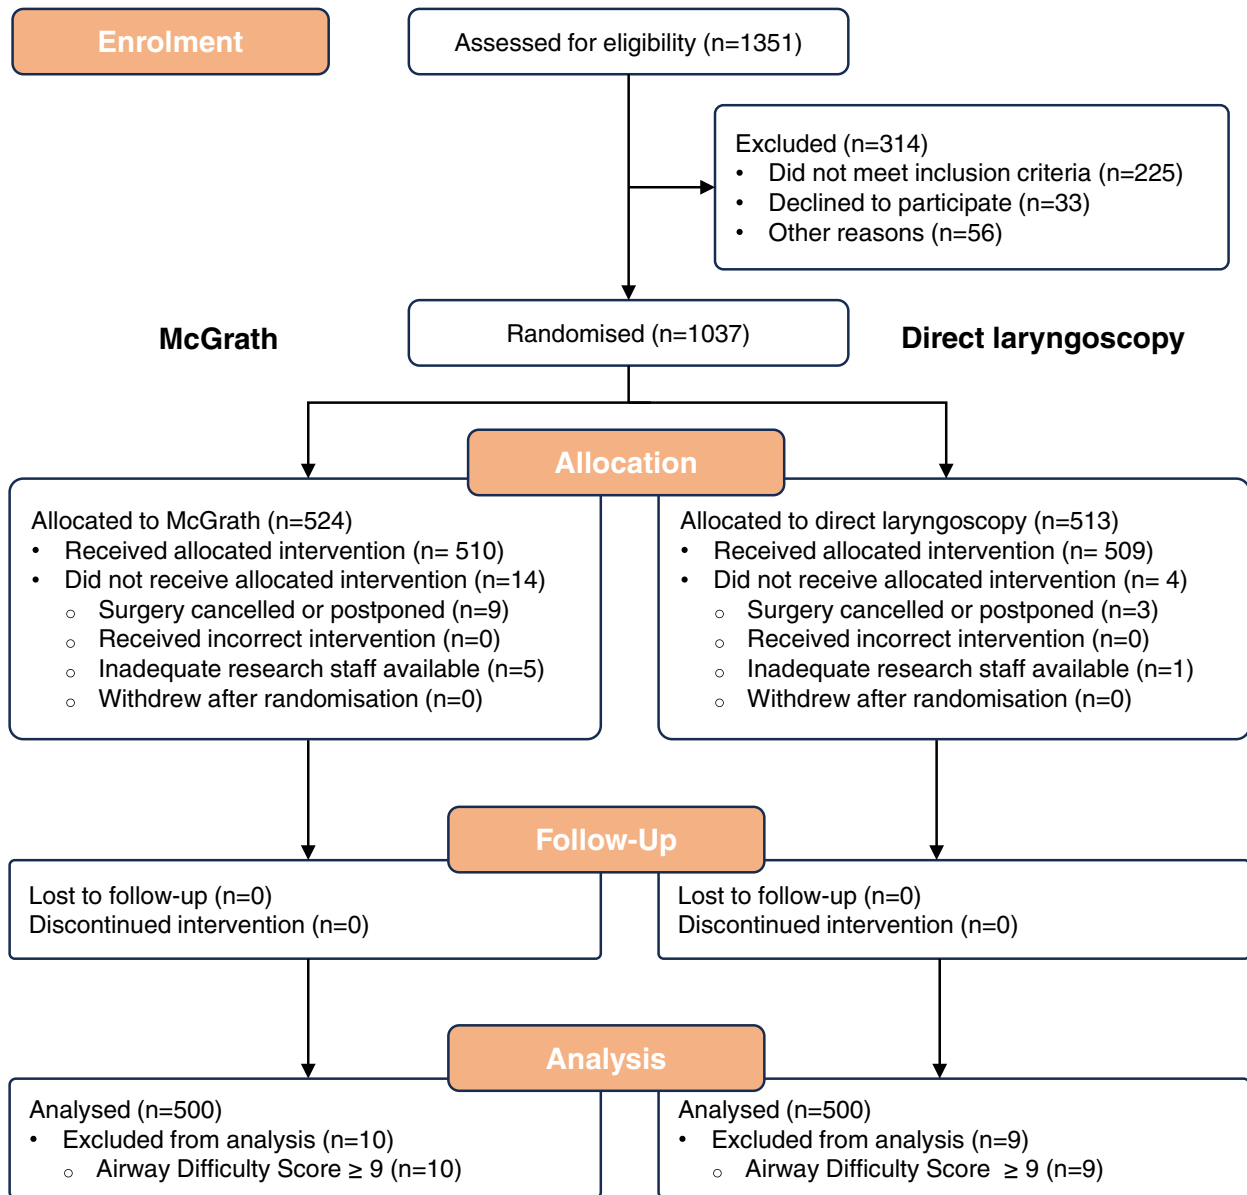 Enrolment
Assessed for eligibility (n=1351)
Excluded (n=314)
• Did not meet inclusion criteria (n=225)
• Declined to participate (n=33)
• Other reasons (n=56)
McGrath
Randomised (n=1037)
Direct laryngoscopy
Allocation
Allocated to McGrath (n=524)
• Received allocated intervention (n= 510)
• Did not receive allocated intervention (n=14)
○ Surgery cancelled or postponed (n=9)
○ Received incorrect intervention (n=0)
○ Inadequate research staff available (n=5)
○ Withdrew after randomisation (n=0)
Allocated to direct laryngoscopy (n=513)
• Received allocated intervention (n= 509)
• Did not receive allocated intervention (n= 4)
○ Surgery cancelled or postponed (n=3)
○ Received incorrect intervention (n=0)
○ Inadequate research staff available (n=1)
○ Withdrew after randomisation (n=0)
Follow-Up
Lost to follow-up (n=0)
Discontinued intervention (n=0)
Lost to follow-up (n=0)
Discontinued intervention (n=0)
Analysis
Analysed (n=500)
• Excluded from analysis (n=10)
○ Airway Difficulty Score ≥ 9 (n=10)
Analysed (n=500)
• Excluded from analysis (n=9)
○ Airway Difficulty Score ≥ 9 (n=9)